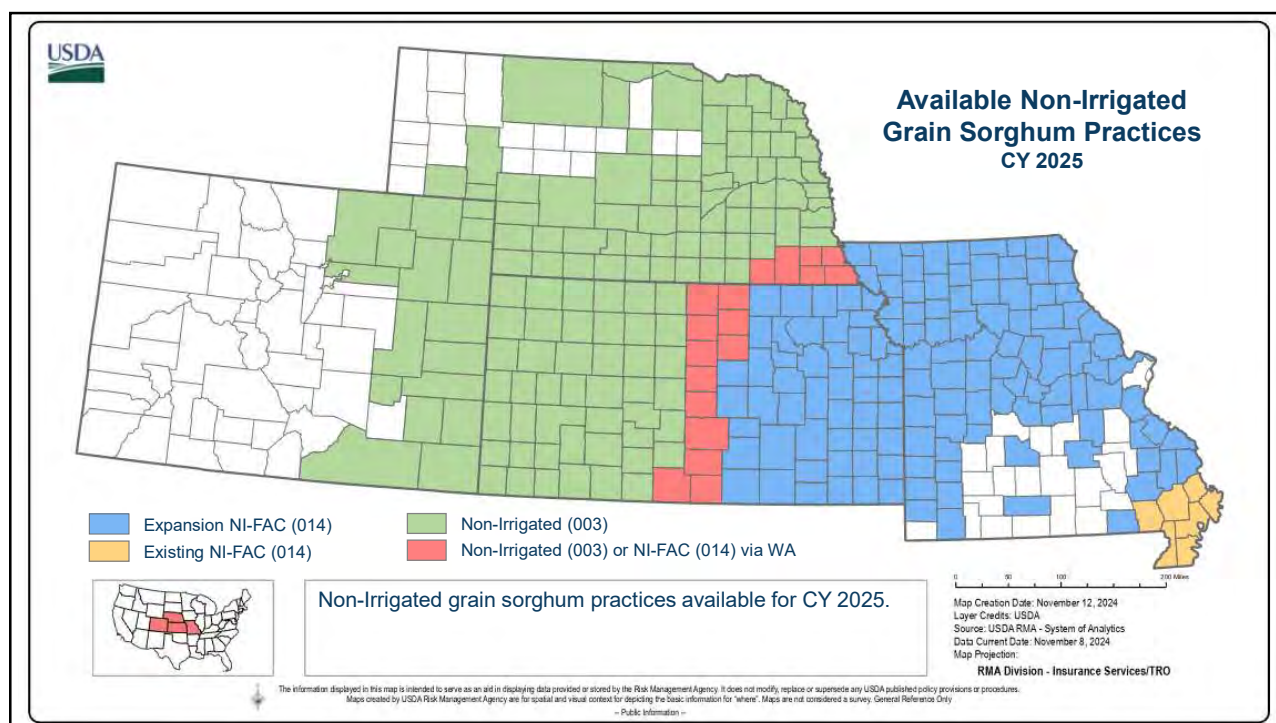 USDA
Available Non-Irrigated
Grain Sorghum Practices
CY 2025
Expansion NI-FAC (014)
Non-Irrigated (003)
Existing NI-FAC (014)
Non-Irrigated (003) or NI-FAC (014) via WA
Non-Irrigated grain sorghum practices available for CY 2025.
0 50 100 200 Miles
Map Creation Date: November 12, 2024
Layer Credits: USDA
Source: USDA RMA - System of Analytics
Data Current Date: November 8, 2024
Map Projection:
RMA Division - Insurance Services/TRO
The information displayed in this map is intended to serve as an aid in displaying data provided or stored by the Risk Management Agency. It does not modify, replace or supersede any USDA published policy provisions or procedures.
Maps created by USDA Risk Management Agency are for spatial and visual context for depicting the basic information for "where". Maps are not considered a survey. General Reference Only
-- Public Information --